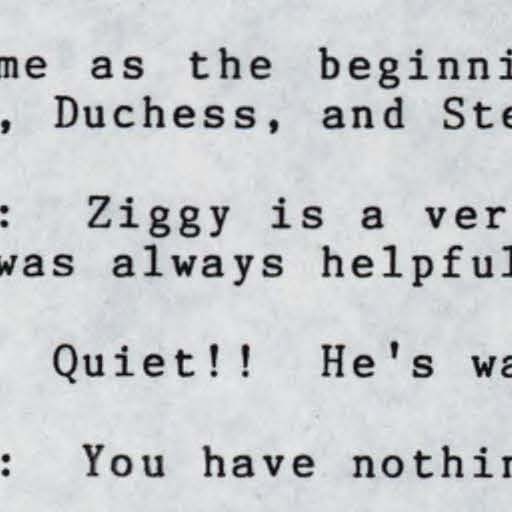 me as the beginni
, Duchess, and Ste
: Ziggy is a ver
was always helpful
Quiet!! He's wa
: You have nothin